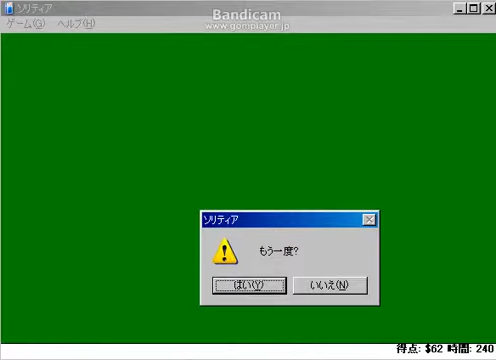 ソリティア
Bandicam
www.gomplayer.jp
ゲーム(G) ヘルプ(H)
ソリティア
もう一度?
はい(Y) いいえ(N)
得点: $62 時間: 240